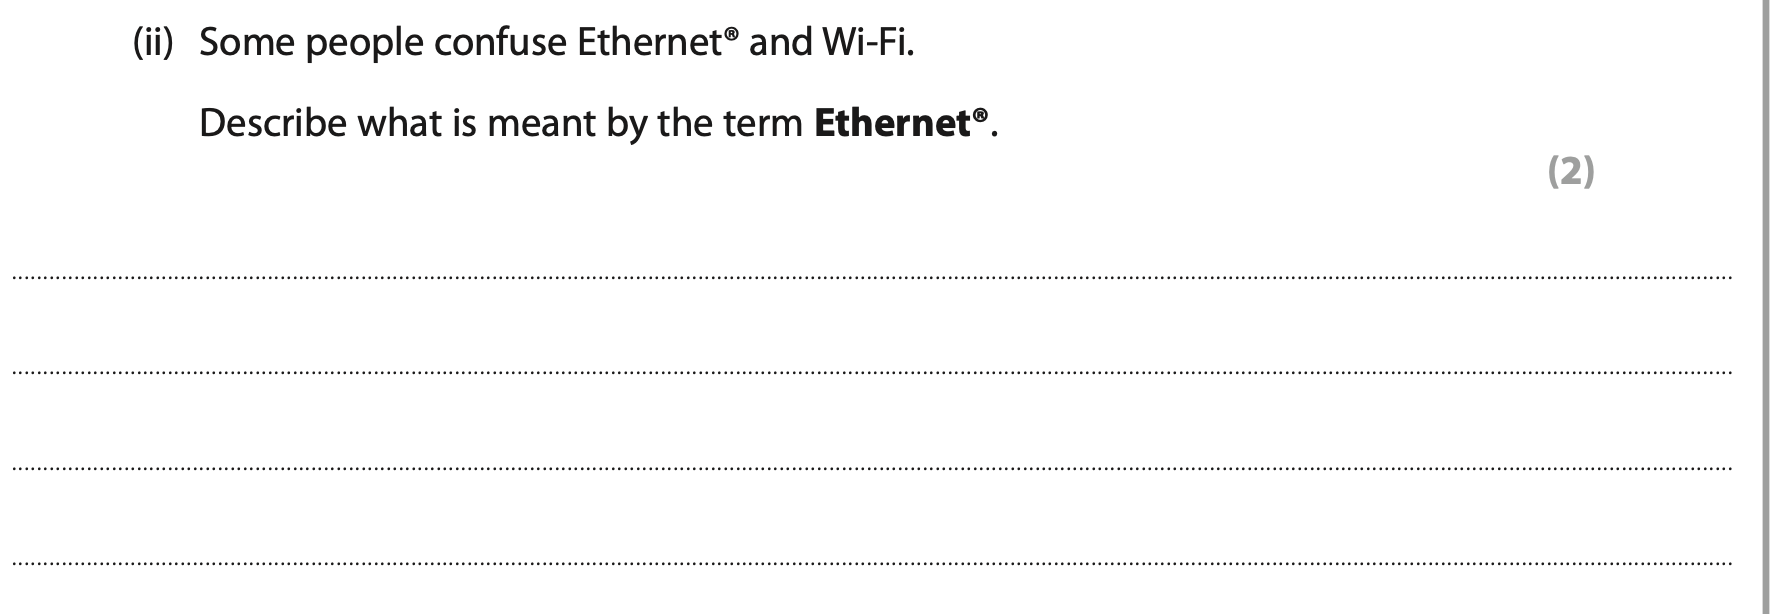 (ii) Some people confuse Ethernet® and Wi-Fi.
Describe what is meant by the term Ethernet®.
(2)